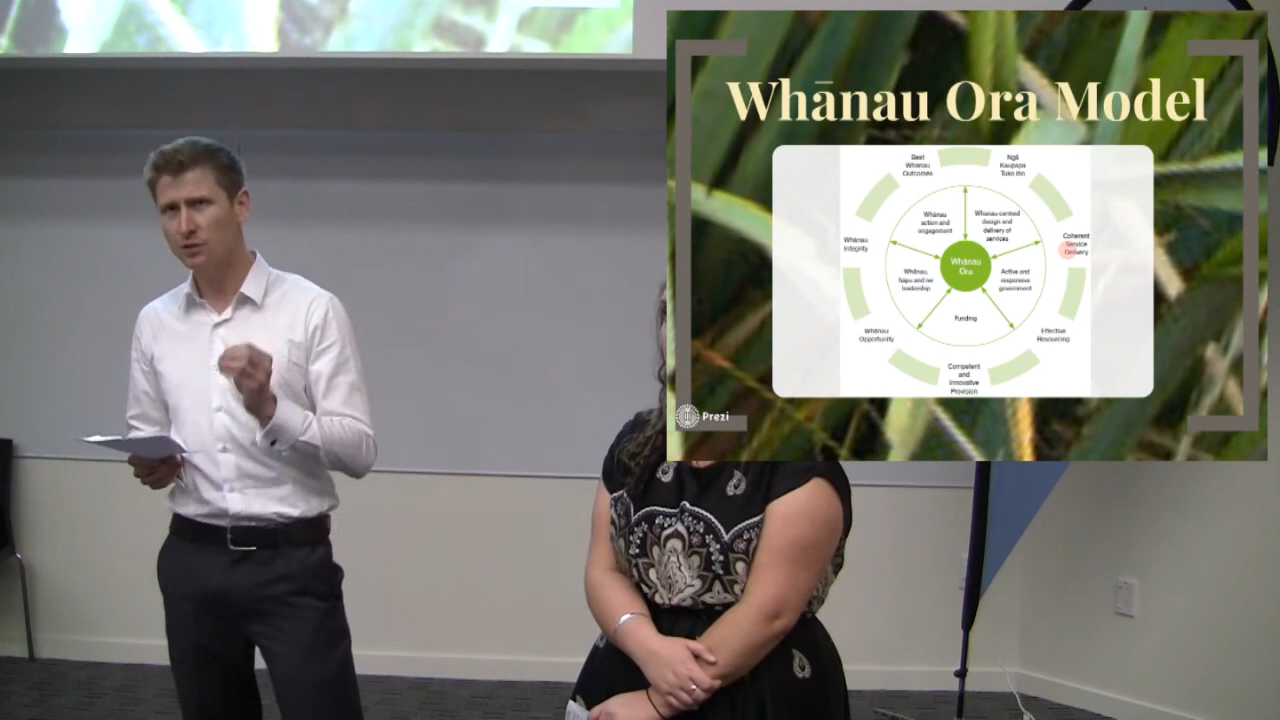 Whānau Ora Model
Best
Whānau
Outcomes
Ngā
Kaupapa
Tuko Iho
Whānau
action and
engagement
Whānau-centred
design and
delivery of
services
Whānau
Integrity
Coherent
Service
Delivery
Whānau
Ora
Whānau,
hapu and iwi
leadership
Active and
responsive
government
Funding
Whānau
Opportunity
Effective
Resourcing
Competent
and
Innovative
Provision
Prezi